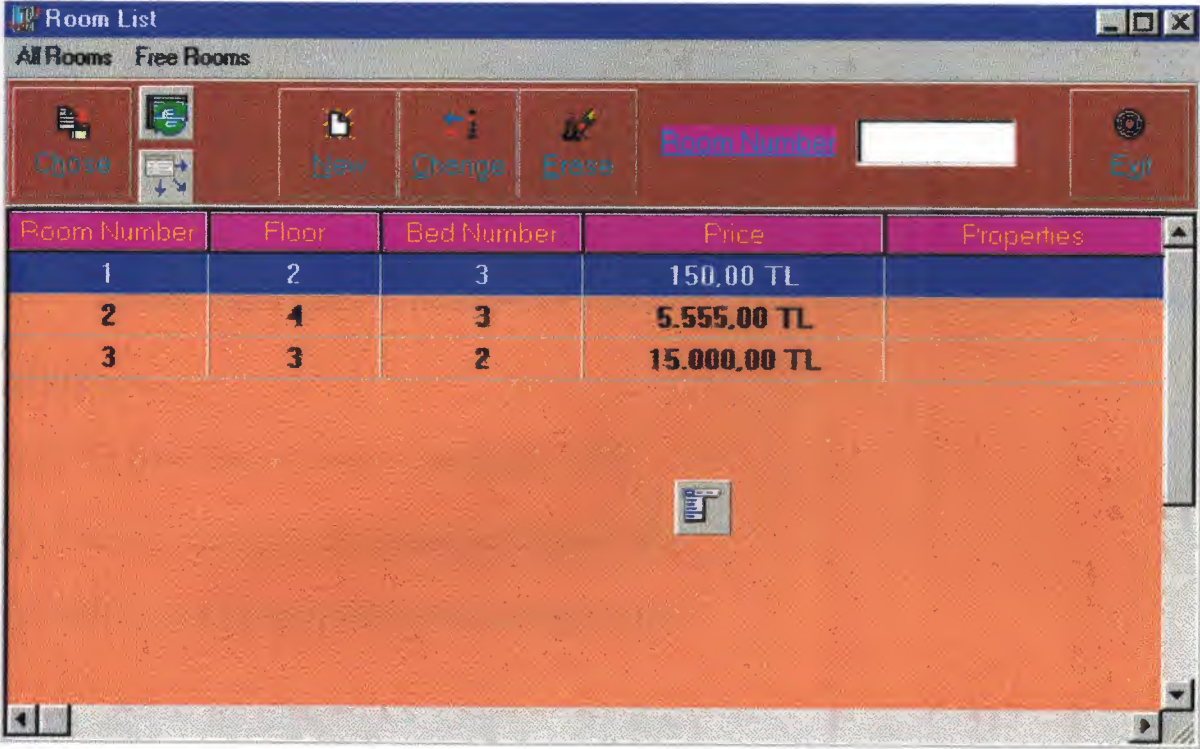 Room List
All Rooms Free Rooms
Chose New Change Erase Room Number Exit
Room Number Floor Bed Number Price Properties
1 2 3 150,00 TL
2 4 3 5.555,00 TL
3 3 2 15.000,00 TL